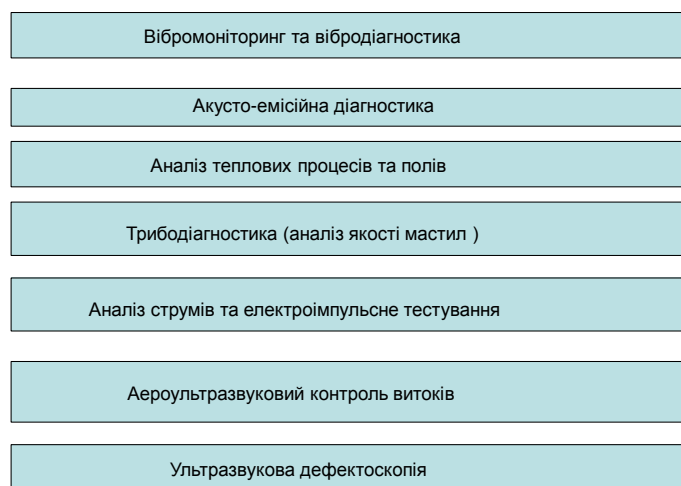 Вібромоніторинг та вібродіагностика
Акусто-емісійна діагностика
Аналіз теплових процесів та полів
Трибодіагностика (аналіз якості мастил )
Аналіз струмів та електроімпульсне тестування
Аероультразвуковий контроль витоків
Ультразвукова дефектоскопія